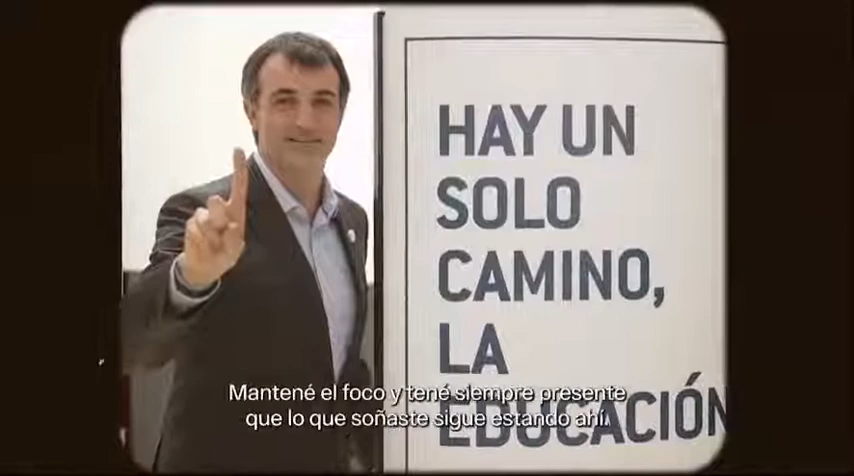 HAY UN
SOLO
CAMINO,
LA
EDUCACIÓN
Mantené el foco y tené siempre presente
que lo que soñaste sigue estando ahí.